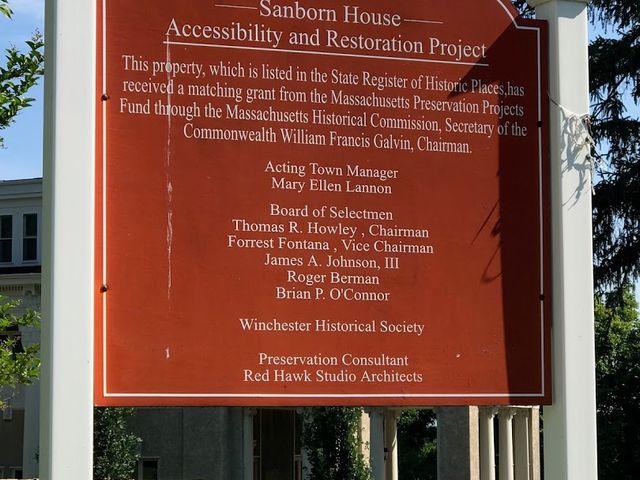 Sanborn House
Accessibility and Restoration Project
This property, which is listed in the State Register of Historic Places,has
received a matching grant from the Massachusetts Preservation Projects
Fund through the Massachusetts Historical Commission, Secretary of the
Commonwealth William Francis Galvin, Chairman.
Acting Town Manager
Mary Ellen Lannon
Board of Selectmen
Thomas R. Howley , Chairman
Forrest Fontana , Vice Chairman
James A. Johnson, III
Roger Berman
Brian P. O'Connor
Winchester Historical Society
Preservation Consultant
Red Hawk Studio Architects